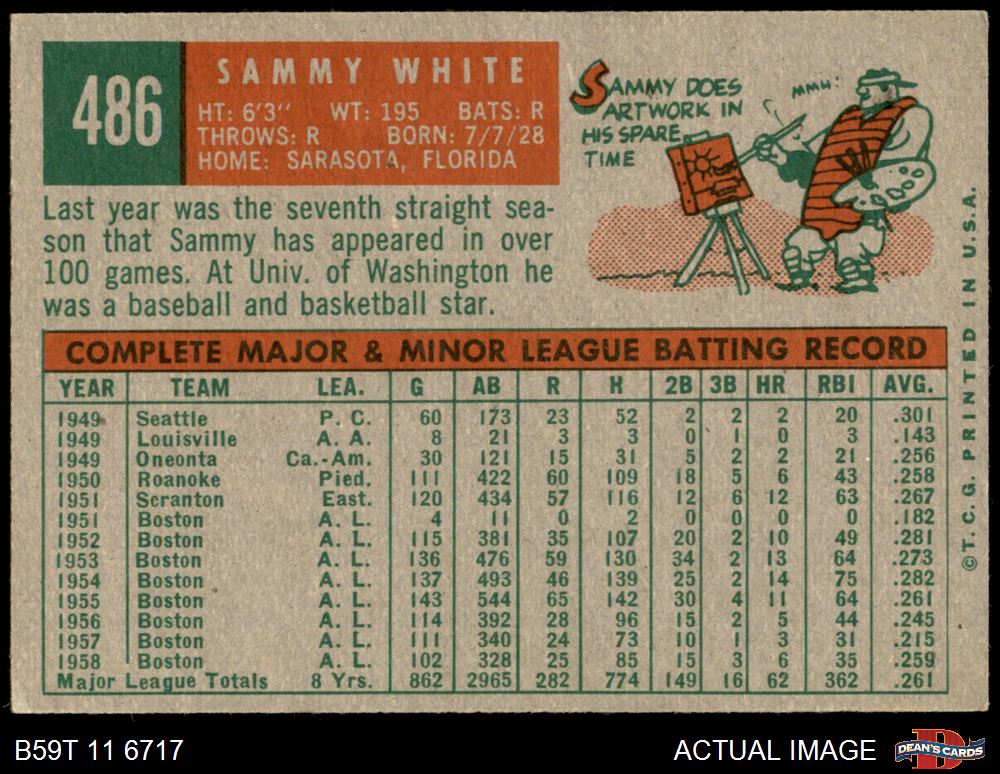 486
SAMMY WHITE
HT: 6'3" WT: 195 BATS: R
THROWS: R BORN: 7/7/28
HOME: SARASOTA, FLORIDA
SAMMY DOES
ARTWORK IN
HIS SPARE
TIME
MMH!
Last year was the seventh straight sea-
son that Sammy has appeared in over
100 games. At Univ. of Washington he
was a baseball and basketball star.
COMPLETE MAJOR & MINOR LEAGUE BATTING RECORD
YEAR TEAM LEA. G AB R H 2B 3B HR RBI AVG.
1949 Seattle P. C. 60 173 23 52 2 2 2 20 .301
1949 Louisville A. A. 8 21 3 3 0 1 0 3 .143
1949 Oneonta Ca.-Am. 30 121 15 31 5 2 2 21 .256
1950 Roanoke Pied. 111 422 60 109 18 5 6 43 .258
1951 Scranton East. 120 434 57 116 12 6 12 63 .267
1951 Boston A. L. 4 11 0 2 0 0 0 0 .182
1952 Boston A. L. 115 381 35 107 20 2 10 49 .281
1953 Boston A. L. 136 476 59 130 34 2 13 64 .273
1954 Boston A. L. 137 493 46 139 25 2 14 75 .282
1955 Boston A. L. 143 544 65 142 30 4 11 64 .261
1956 Boston A. L. 114 392 28 96 15 2 5 44 .245
1957 Boston A. L. 111 340 24 73 10 1 3 31 .215
1958 Boston A. L. 102 328 25 85 15 3 6 35 .259
Major League Totals 8 Yrs. 862 2965 282 774 149 16 62 362 .261
© T. C. G. PRINTED IN U.S.A.
B59T 11 6717
ACTUAL IMAGE
D
DEAN'S CARDS